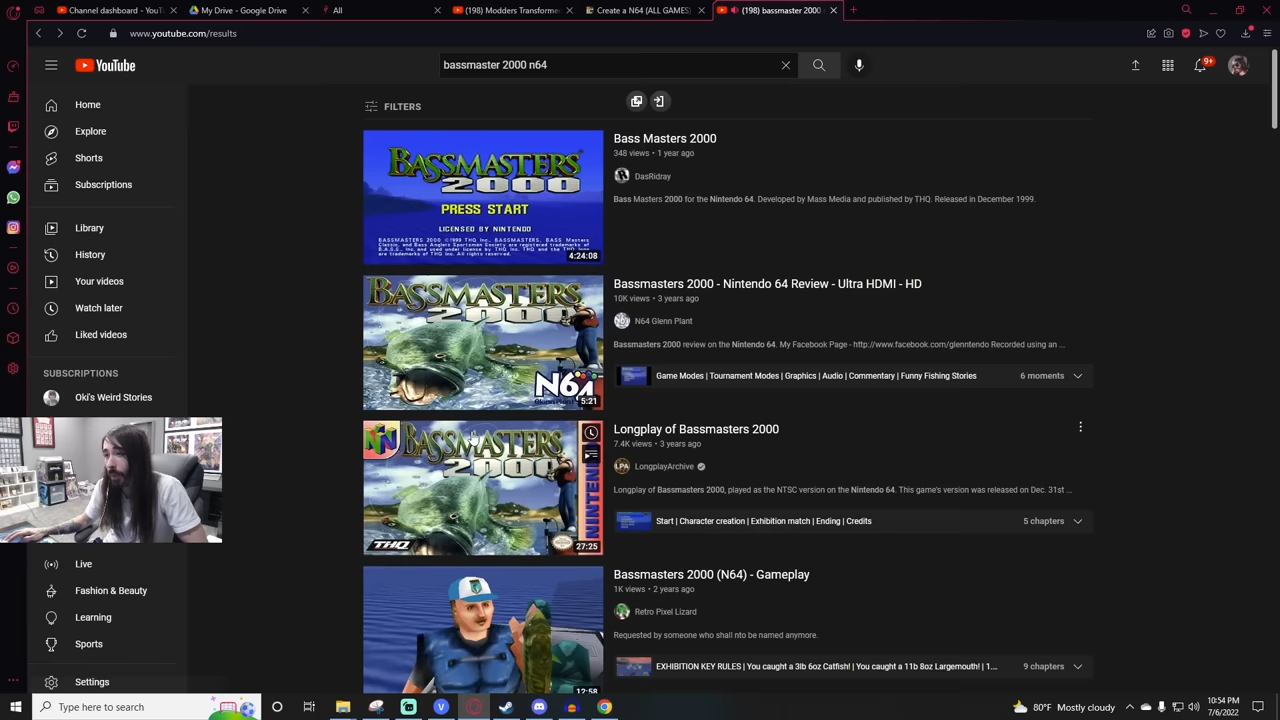 Channel dashboard - YouT
My Drive - Google Drive
All
(198) Modders Transforme
Create a N64 (ALL GAMES)
(198) bassmaster 2000
www.youtube.com/results
YouTube
bassmaster 2000 n64
9+
Home
Explore
Shorts
Subscriptions
Library
History
Your videos
Watch later
Liked videos
SUBSCRIPTIONS
Oki's Weird Stories
Live
Fashion & Beauty
Learning
Sports
Settings
FILTERS
BASSMASTERS
2000
PRESS START
LICENSED BY NINTENDO
4:24:08
Bass Masters 2000
348 views • 1 year ago
DasRidray
Bass Masters 2000 for the Nintendo 64. Developed by Mass Media and published by THQ. Released in December 1999.
BASSMASTERS
2000
N64
5:21
Bassmasters 2000 - Nintendo 64 Review - Ultra HDMI - HD
10K views • 3 years ago
N64 Glenn Plant
Bassmasters 2000 review on the Nintendo 64. My Facebook Page - http://www.facebook.com/glenntendo Recorded using an ...
Game Modes | Tournament Modes | Graphics | Audio | Commentary | Funny Fishing Stories
6 moments
BASSMASTERS
2000
THQ
27:25
Longplay of Bassmasters 2000
7.4K views • 3 years ago
LPA
LongplayArchive
Longplay of Bassmasters 2000, played as the NTSC version on the Nintendo 64. This game's version was released on Dec. 31st ...
Start | Character creation | Exhibition match | Ending | Credits
5 chapters
12:58
Bassmasters 2000 (N64) - Gameplay
1K views • 2 years ago
Retro Pixel Lizard
Requested by someone who shall nto be named anymore.
EXHIBITION KEY RULES | You caught a 3lb 6oz Catfish! | You caught a 11b 8oz Largemouth! | 1...
9 chapters
Type here to search
80°F Mostly cloudy
10:54 PM
7/6/2022